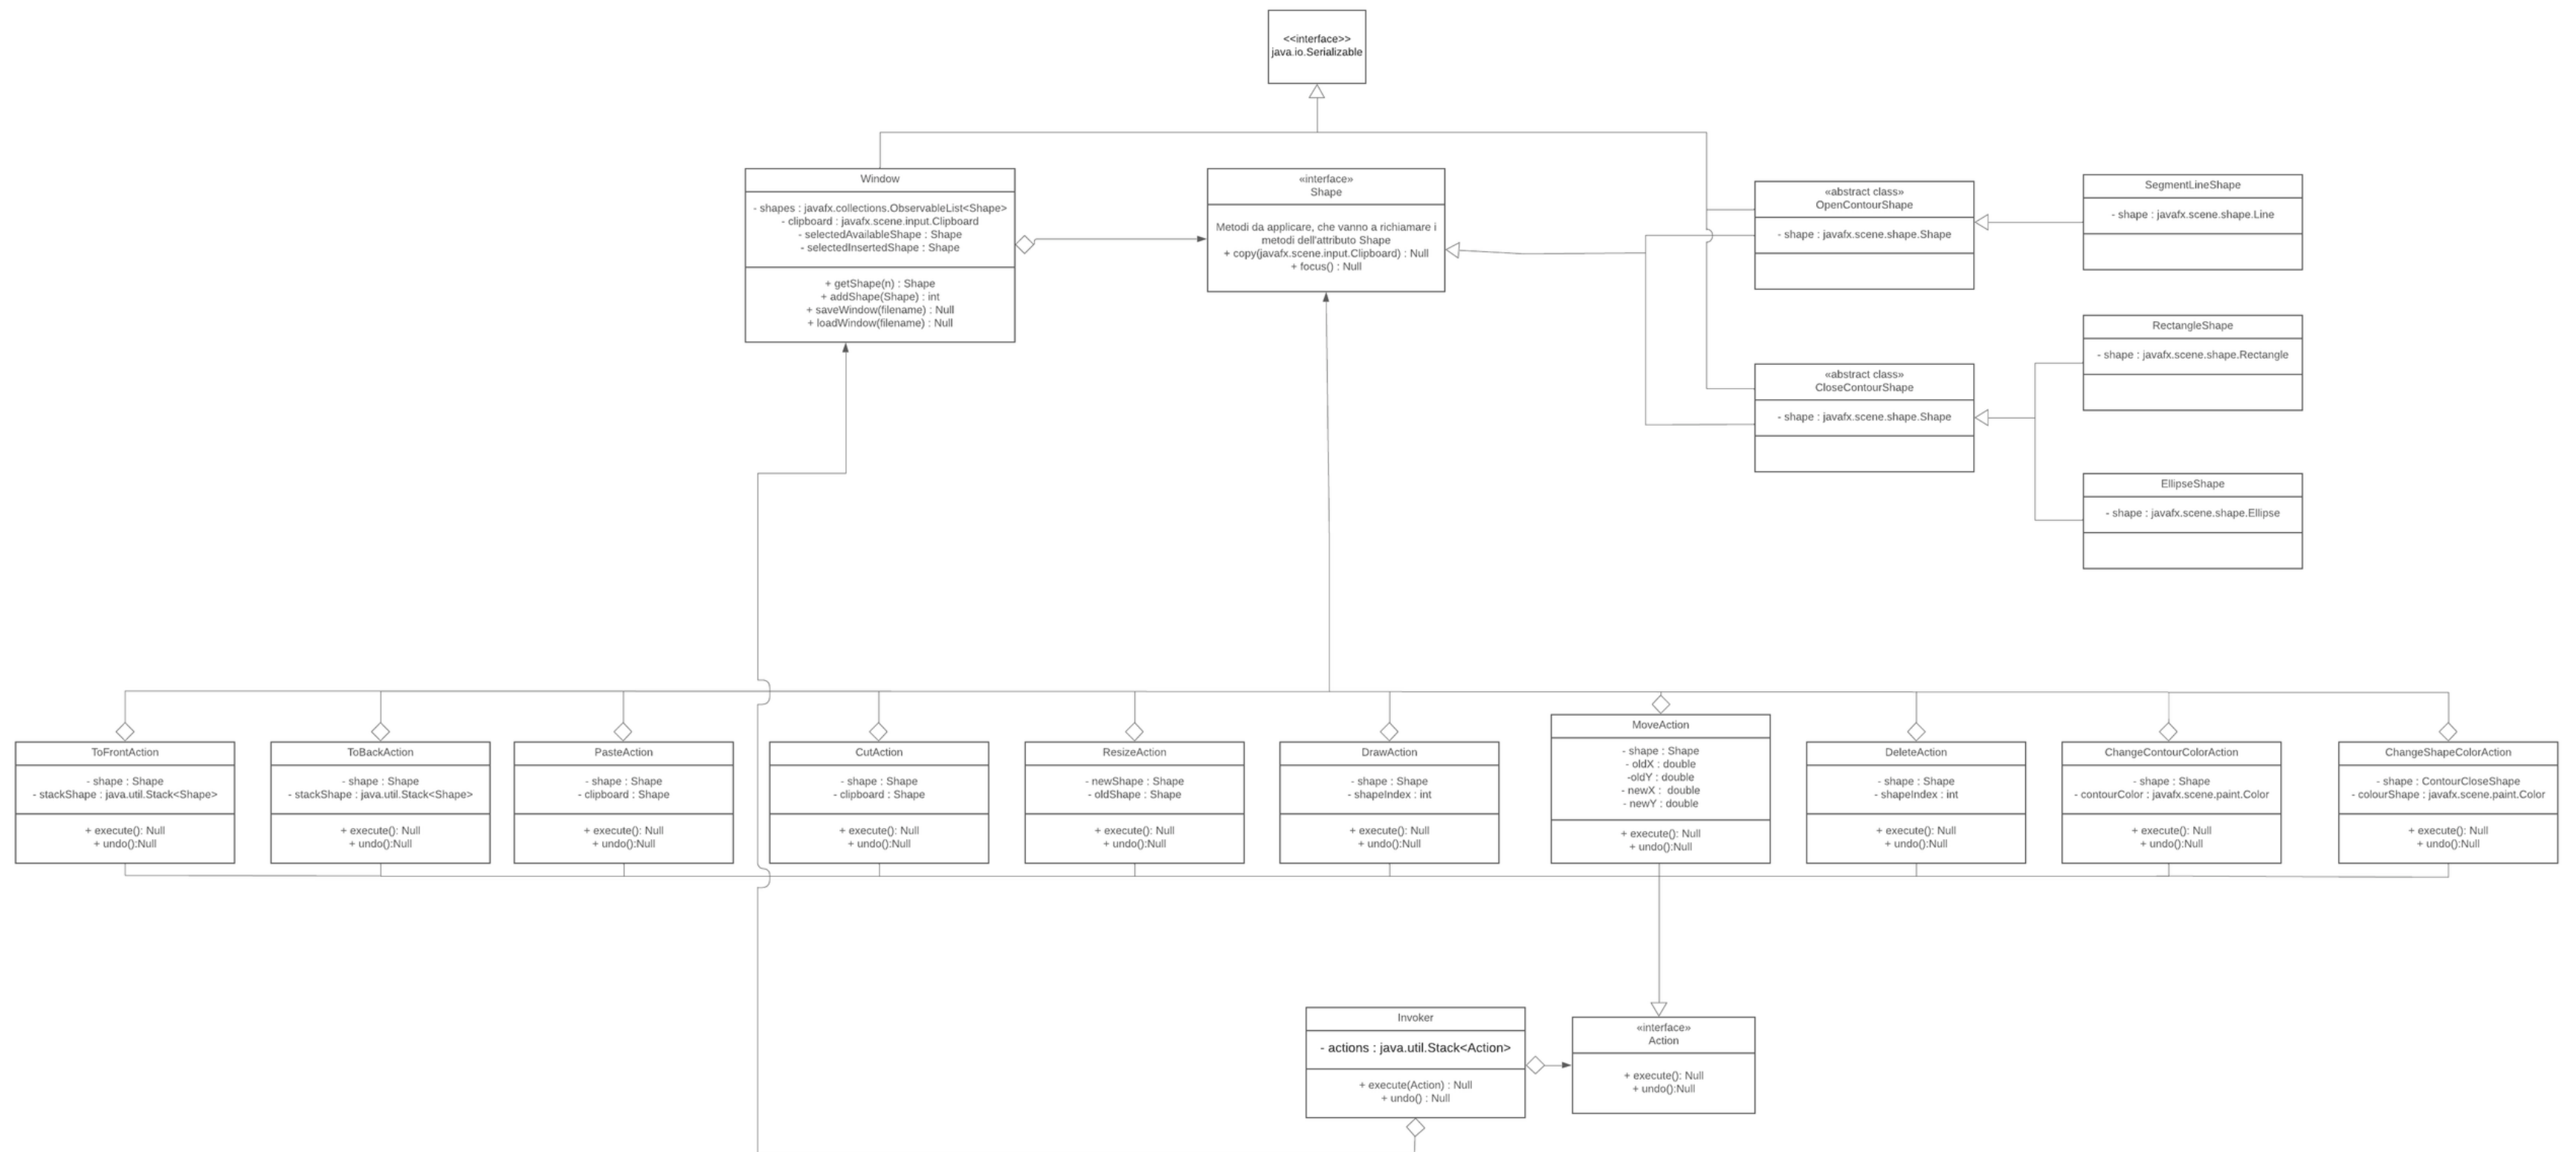 <<interface>>
java.io.Serializable
Window
- shapes : javafx.collections.ObservableList<Shape>
- clipboard : javafx.scene.input.Clipboard
- selectedAvailableShape : Shape
- selectedInsertedShape : Shape
+ getShape(n) : Shape
+ addShape(Shape) : int
+ saveWindow(filename) : Null
+ loadWindow(filename) : Null
«interface»
Shape
Metodi da applicare, che vanno a richiamare i
metodi dell'attributo Shape
+ copy(javafx.scene.input.Clipboard) : Null
+ focus() : Null
«abstract class»
OpenContourShape
- shape : javafx.scene.shape.Shape
SegmentLineShape
- shape : javafx.scene.shape.Line
RectangleShape
- shape : javafx.scene.shape.Rectangle
«abstract class»
CloseContourShape
- shape : javafx.scene.shape.Shape
EllipseShape
- shape : javafx.scene.shape.Ellipse
ToFrontAction
- shape : Shape
- stackShape : java.util.Stack<Shape>
+ execute(): Null
+ undo():Null
ToBackAction
- shape : Shape
- stackShape : java.util.Stack<Shape>
+ execute(): Null
+ undo():Null
PasteAction
- shape : Shape
- clipboard : Shape
+ execute(): Null
+ undo():Null
CutAction
- shape : Shape
- clipboard : Shape
+ execute(): Null
+ undo():Null
ResizeAction
- newShape : Shape
- oldShape : Shape
+ execute(): Null
+ undo():Null
DrawAction
- shape : Shape
- shapeIndex : int
+ execute(): Null
+ undo():Null
MoveAction
- shape : Shape
- oldX : double
-oldY : double
- newX :  double
- newY : double
+ execute(): Null
+ undo():Null
DeleteAction
- shape : Shape
- shapeIndex : int
+ execute(): Null
+ undo():Null
ChangeContourColorAction
- shape : Shape
- contourColor : javafx.scene.paint.Color
+ execute(): Null
+ undo():Null
ChangeShapeColorAction
- shape : ContourCloseShape
- colourShape : javafx.scene.paint.Color
+ execute(): Null
+ undo():Null
Invoker
- actions : java.util.Stack<Action>
+ execute(Action) : Null
+ undo() : Null
«interface»
Action
+ execute(): Null
+ undo():Null